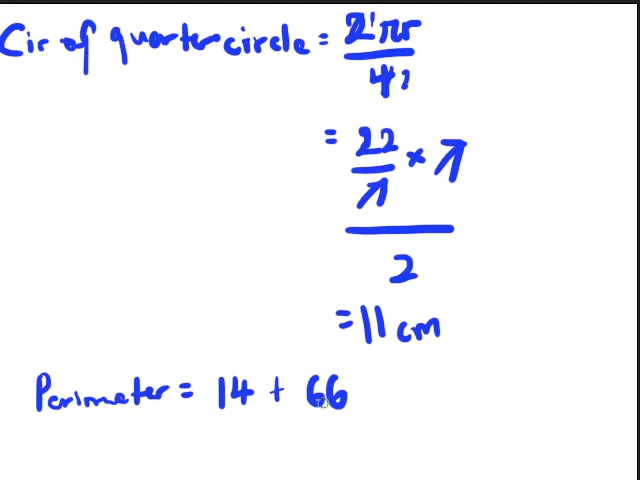 Cir of quarter circle = 2πr
4
= 22/7 × 7
2
= 11 cm
Perimeter = 14 + 66